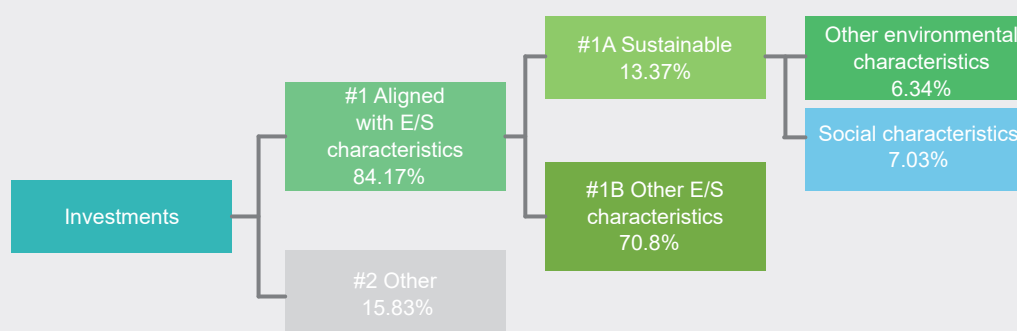 Investments
#1 Aligned
with E/S
characteristics
84.17%
#2 Other
15.83%
#1A Sustainable
13.37%
#1B Other E/S
characteristics
70.8%
Other environmental
characteristics
6.34%
Social characteristics
7.03%